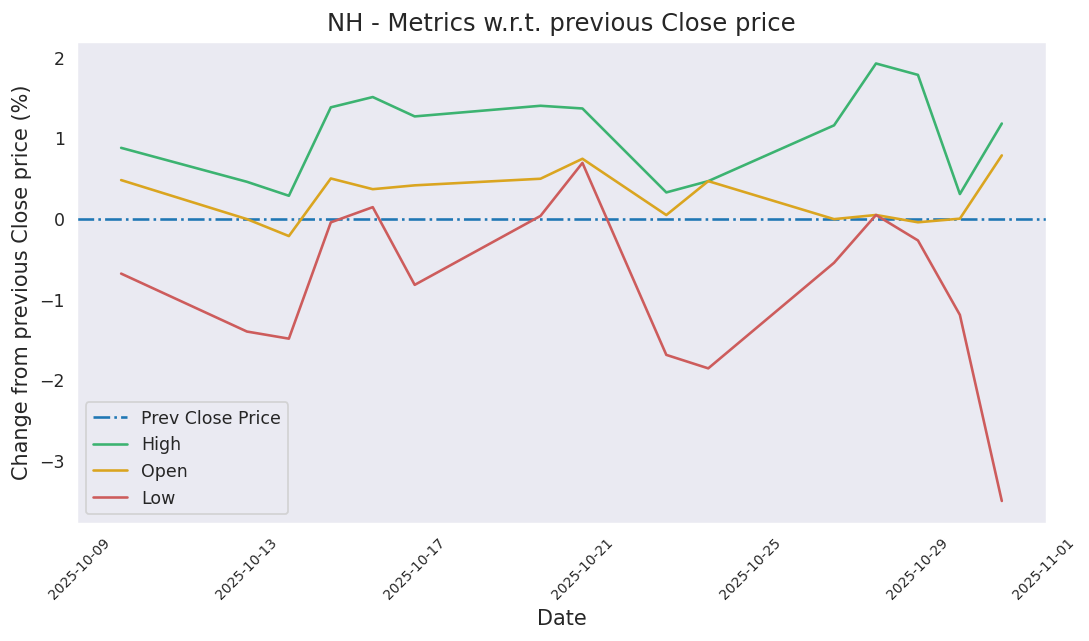 NH - Metrics w.r.t. previous Close price
Change from previous Close price (%)
2
1
0
−1
−2
−3
Prev Close Price
High
Open
Low
2025-10-09
2025-10-13
2025-10-17
2025-10-21
2025-10-25
2025-10-29
2025-11-01
Date